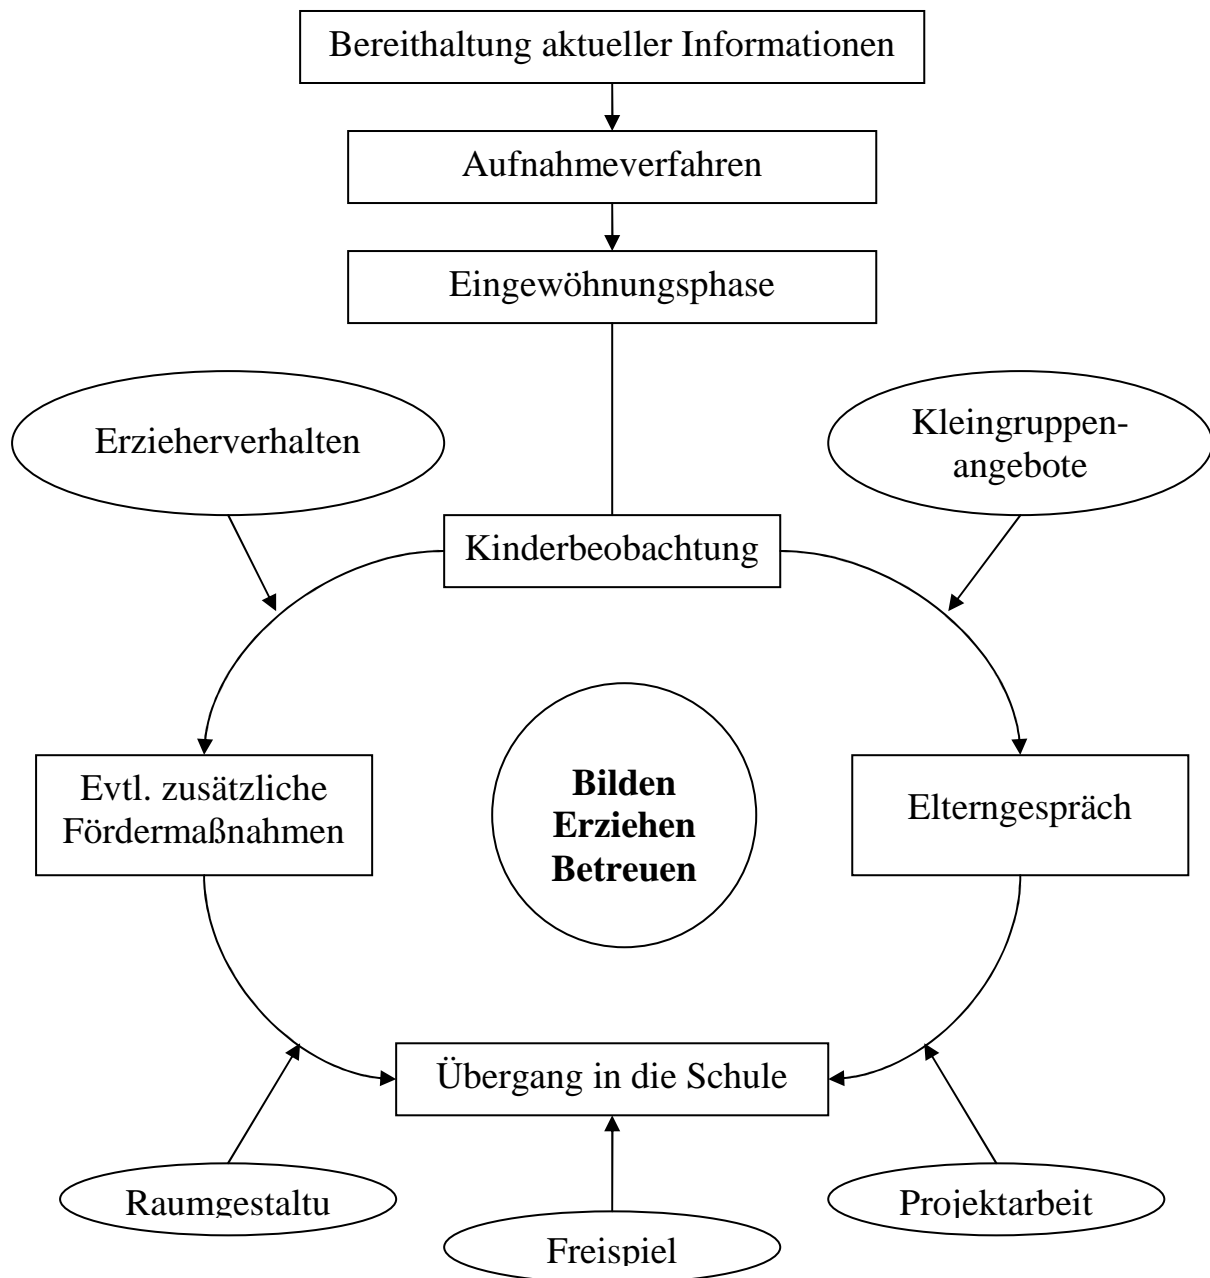 Bereithaltung aktueller Informationen
Aufnahmeverfahren
Eingewöhnungsphase
Erzieherverhalten
Kleingruppen-
angebote
Kinderbeobachtung
Evtl. zusätzliche
Fördermaßnahmen
Bilden
Erziehen
Betreuen
Elterngespräch
Übergang in die Schule
Raumgestaltu
Projektarbeit
Freispiel